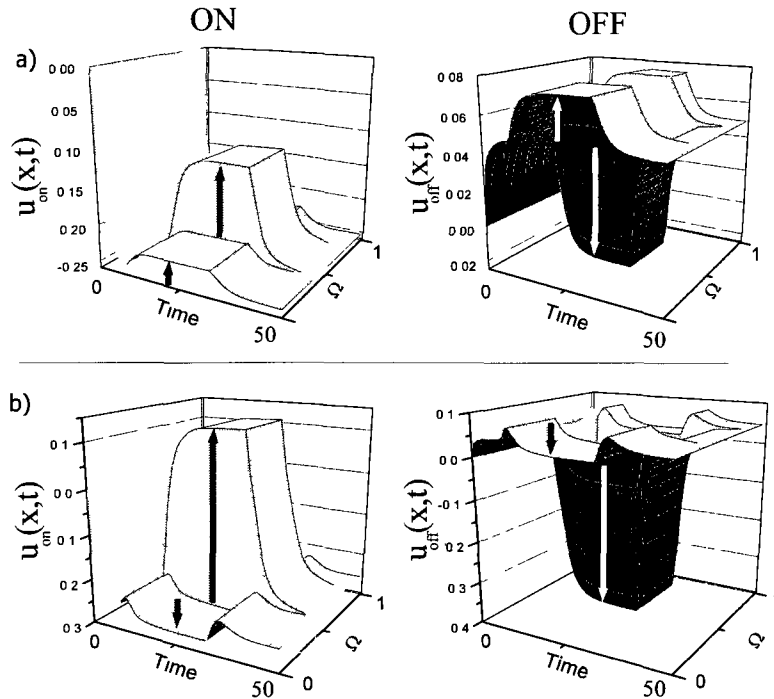 ON OFF
a)
0 00
0 05
0 10
0 15
0 20
-0.25
u_on(x,t)
0
Time
50
Ω
1
0 08
0 06
0 04
0 02
0 00
0 02
u_off(x,t)
0
Time
50
Ω
1
b)
0 1
0 0
0 1
0 2
0 3
u_on(x,t)
0
Time
50
0
Ω
1
0 1
0 0
-0 1
0 2
0 3
0 4
u_off(x,t)
0
Time
50
0
Ω
1